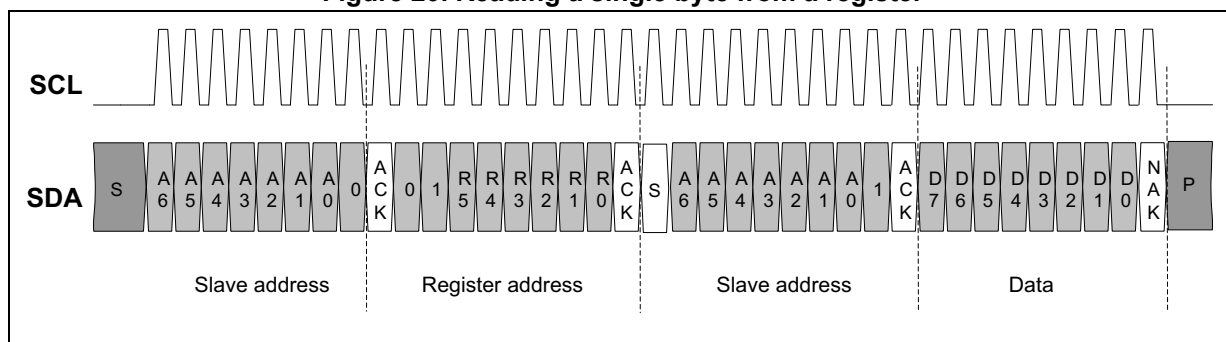 Figure Reading a single byte from a register
SCL
SDA S A6 A5 A4 A3 A2 A1 A0 0 ACK 0 1 R5 R4 R3 R2 R1 R0 ACK S A6 A5 A4 A3 A2 A1 A0 1 ACK D7 D6 D5 D4 D3 D2 D1 D0 NAK P
Slave address Register address Slave address Data